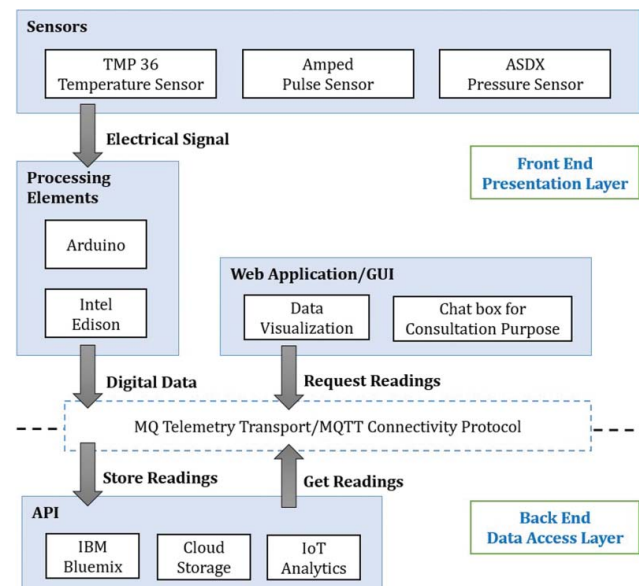 Sensors
TMP 36
Temperature Sensor
Amped
Pulse Sensor
ASDX
Pressure Sensor
Electrical Signal
Front End
Presentation Layer
Processing
Elements
Arduino
Intel
Edison
Web Application/GUI
Data
Visualization
Chat box for
Consultation Purpose
Digital Data
Request Readings
MQ Telemetry Transport/MQTT Connectivity Protocol
Store Readings
Get Readings
API
IBM
Bluemix
Cloud
Storage
IoT
Analytics
Back End
Data Access Layer